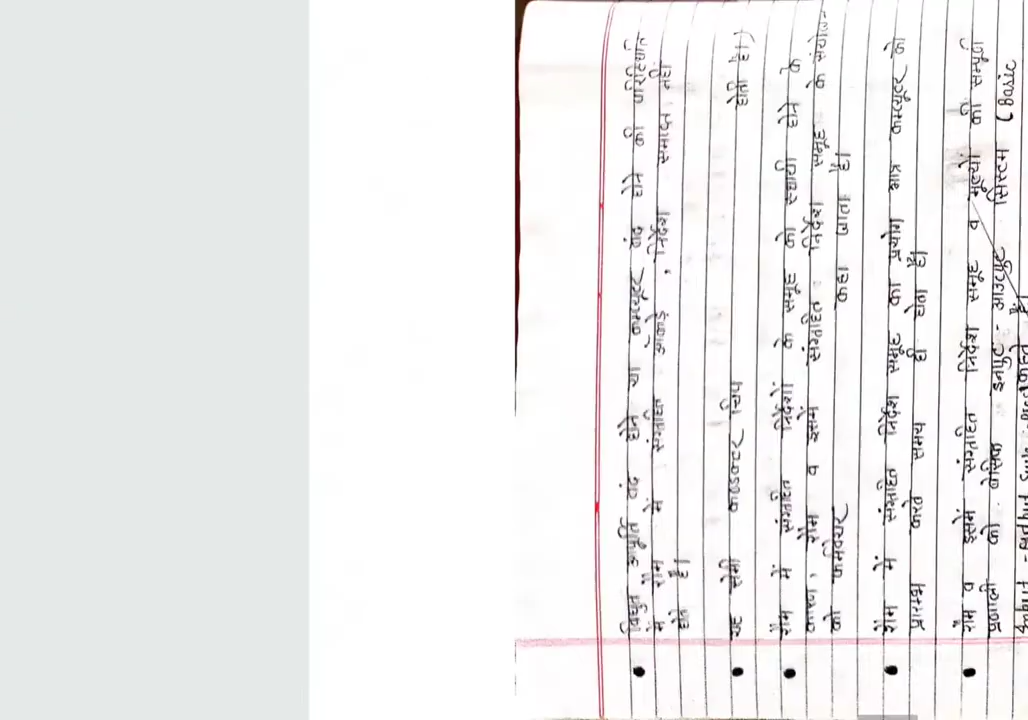 विद्युत आपूर्ति बंद होने या कम्प्यूटर बंद होने की परिस्थिति
में रोम में संग्रहित आकड़े, निर्देश समाप्त नही
होते है।
यह सेमी कण्डक्टर चिप होती है।)
रोम में संग्रहित निर्देशों के समूह को स्थायी होने के
कारण, रोम व इसमें संग्रहित निर्देश समूह के संयोजन
को फर्मवेयर कहा जाता है।
रोम में संग्रहित निर्देश समूह का प्रयोग मात्र कम्प्यूटर को
प्रारम्भ करते समय ही होता है।
रोम व इसमें संग्रहित निर्देश समूह व मूल्यों की सम्पूर्ण
प्रणाली को बेसिक इनपुट - आउटपुट सिस्टम (Basic